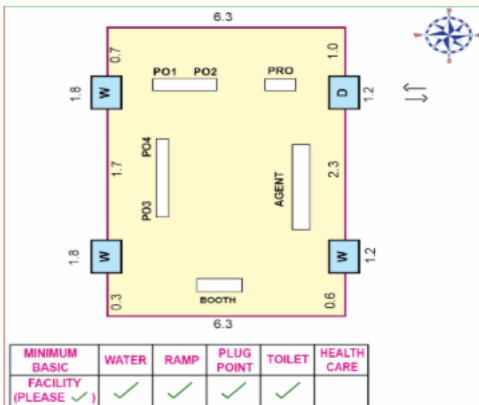 6.3
0.7
1.0
PO1 PO2
PRO
1.8
W
D
1.2
1.7
PO4
PO3
AGENT
2.3
1.8
W
W
1.2
0.3
BOOTH
0.6
6.3
MINIMUM BASIC FACILITY (PLEASE ✓)
WATER
RAMP
PLUG POINT
TOILET
HEALTH CARE
✓ ✓ ✓ ✓